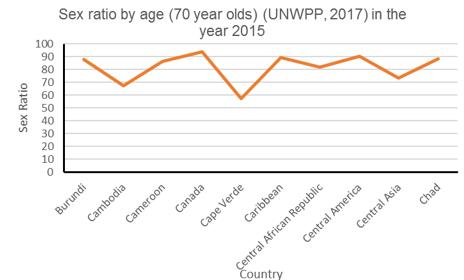 Sex ratio by age (70 year olds) (UNWPP, 2017) in the
year 2015
100
90
80
70
60
50
40
30
20
10
0
Sex Ratio
Burundi
Cambodia
Cameroon
Canada
Cape Verde
Caribbean
Central African Republic
Central America
Central Asia
Chad
Country